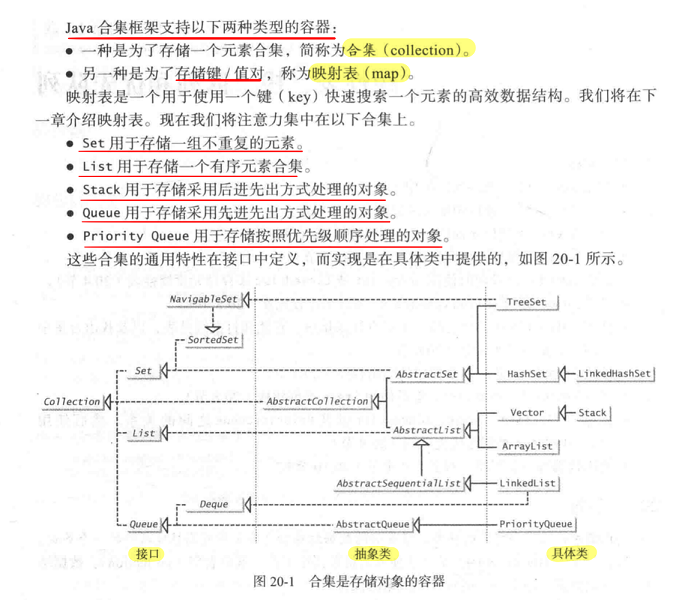 Java 合集框架支持以下两种类型的容器：
● 一种是为了存储一个元素合集，简称为合集（collection）。
● 另一种是为了存储键/值对，称为映射表（map）。
映射表是一个用于使用一个键（key）快速搜索一个元素的高效数据结构。我们将在下
一章介绍映射表。现在我们将注意力集中在以下合集上。
● Set 用于存储一组不重复的元素。
● List 用于存储一个有序元素合集。
● Stack 用于存储采用后进先出方式处理的对象。
● Queue 用于存储采用先进先出方式处理的对象。
● Priority Queue 用于存储按照优先级顺序处理的对象。
这些合集的通用特性在接口中定义，而实现是在具体类中提供的，如图 20-1 所示。
NavigableSet TreeSet
SortedSet
Set AbstractSet HashSet LinkedHashSet
Collection AbstractCollection Vector Stack
List AbstractList ArrayList
AbstractSequentialList LinkedList
Deque
Queue AbstractQueue PriorityQueue
接口 抽象类 具体类
图 20-1 合集是存储对象的容器